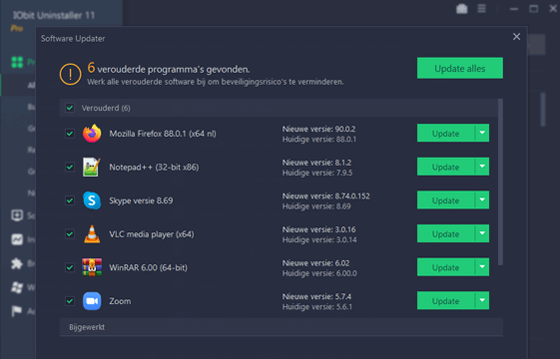 IObit Uninstaller 11
Pro
Software Updater
6 verouderde programma's gevonden.
Werk alle verouderde software bij om beveiligingsrisico's te verminderen.
Update alles
Verouderd (6)
Mozilla Firefox 88.0.1 (x64 nl)
Nieuwe versie: 90.0.2
Huidige versie: 88.0.1
Update
Notepad++ (32-bit x86)
Nieuwe versie: 8.1.2
Huidige versie: 7.9.5
Update
Skype versie 8.69
Nieuwe versie: 8.74.0.152
Huidige versie: 8.69
Update
VLC media player (x64)
Nieuwe versie: 3.0.16
Huidige versie: 3.0.14
Update
WinRAR 6.00 (64-bit)
Nieuwe versie: 6.02
Huidige versie: 6.00.0
Update
Zoom
Nieuwe versie: 5.7.4
Huidige versie: 5.6.1
Update
Bijgewerkt